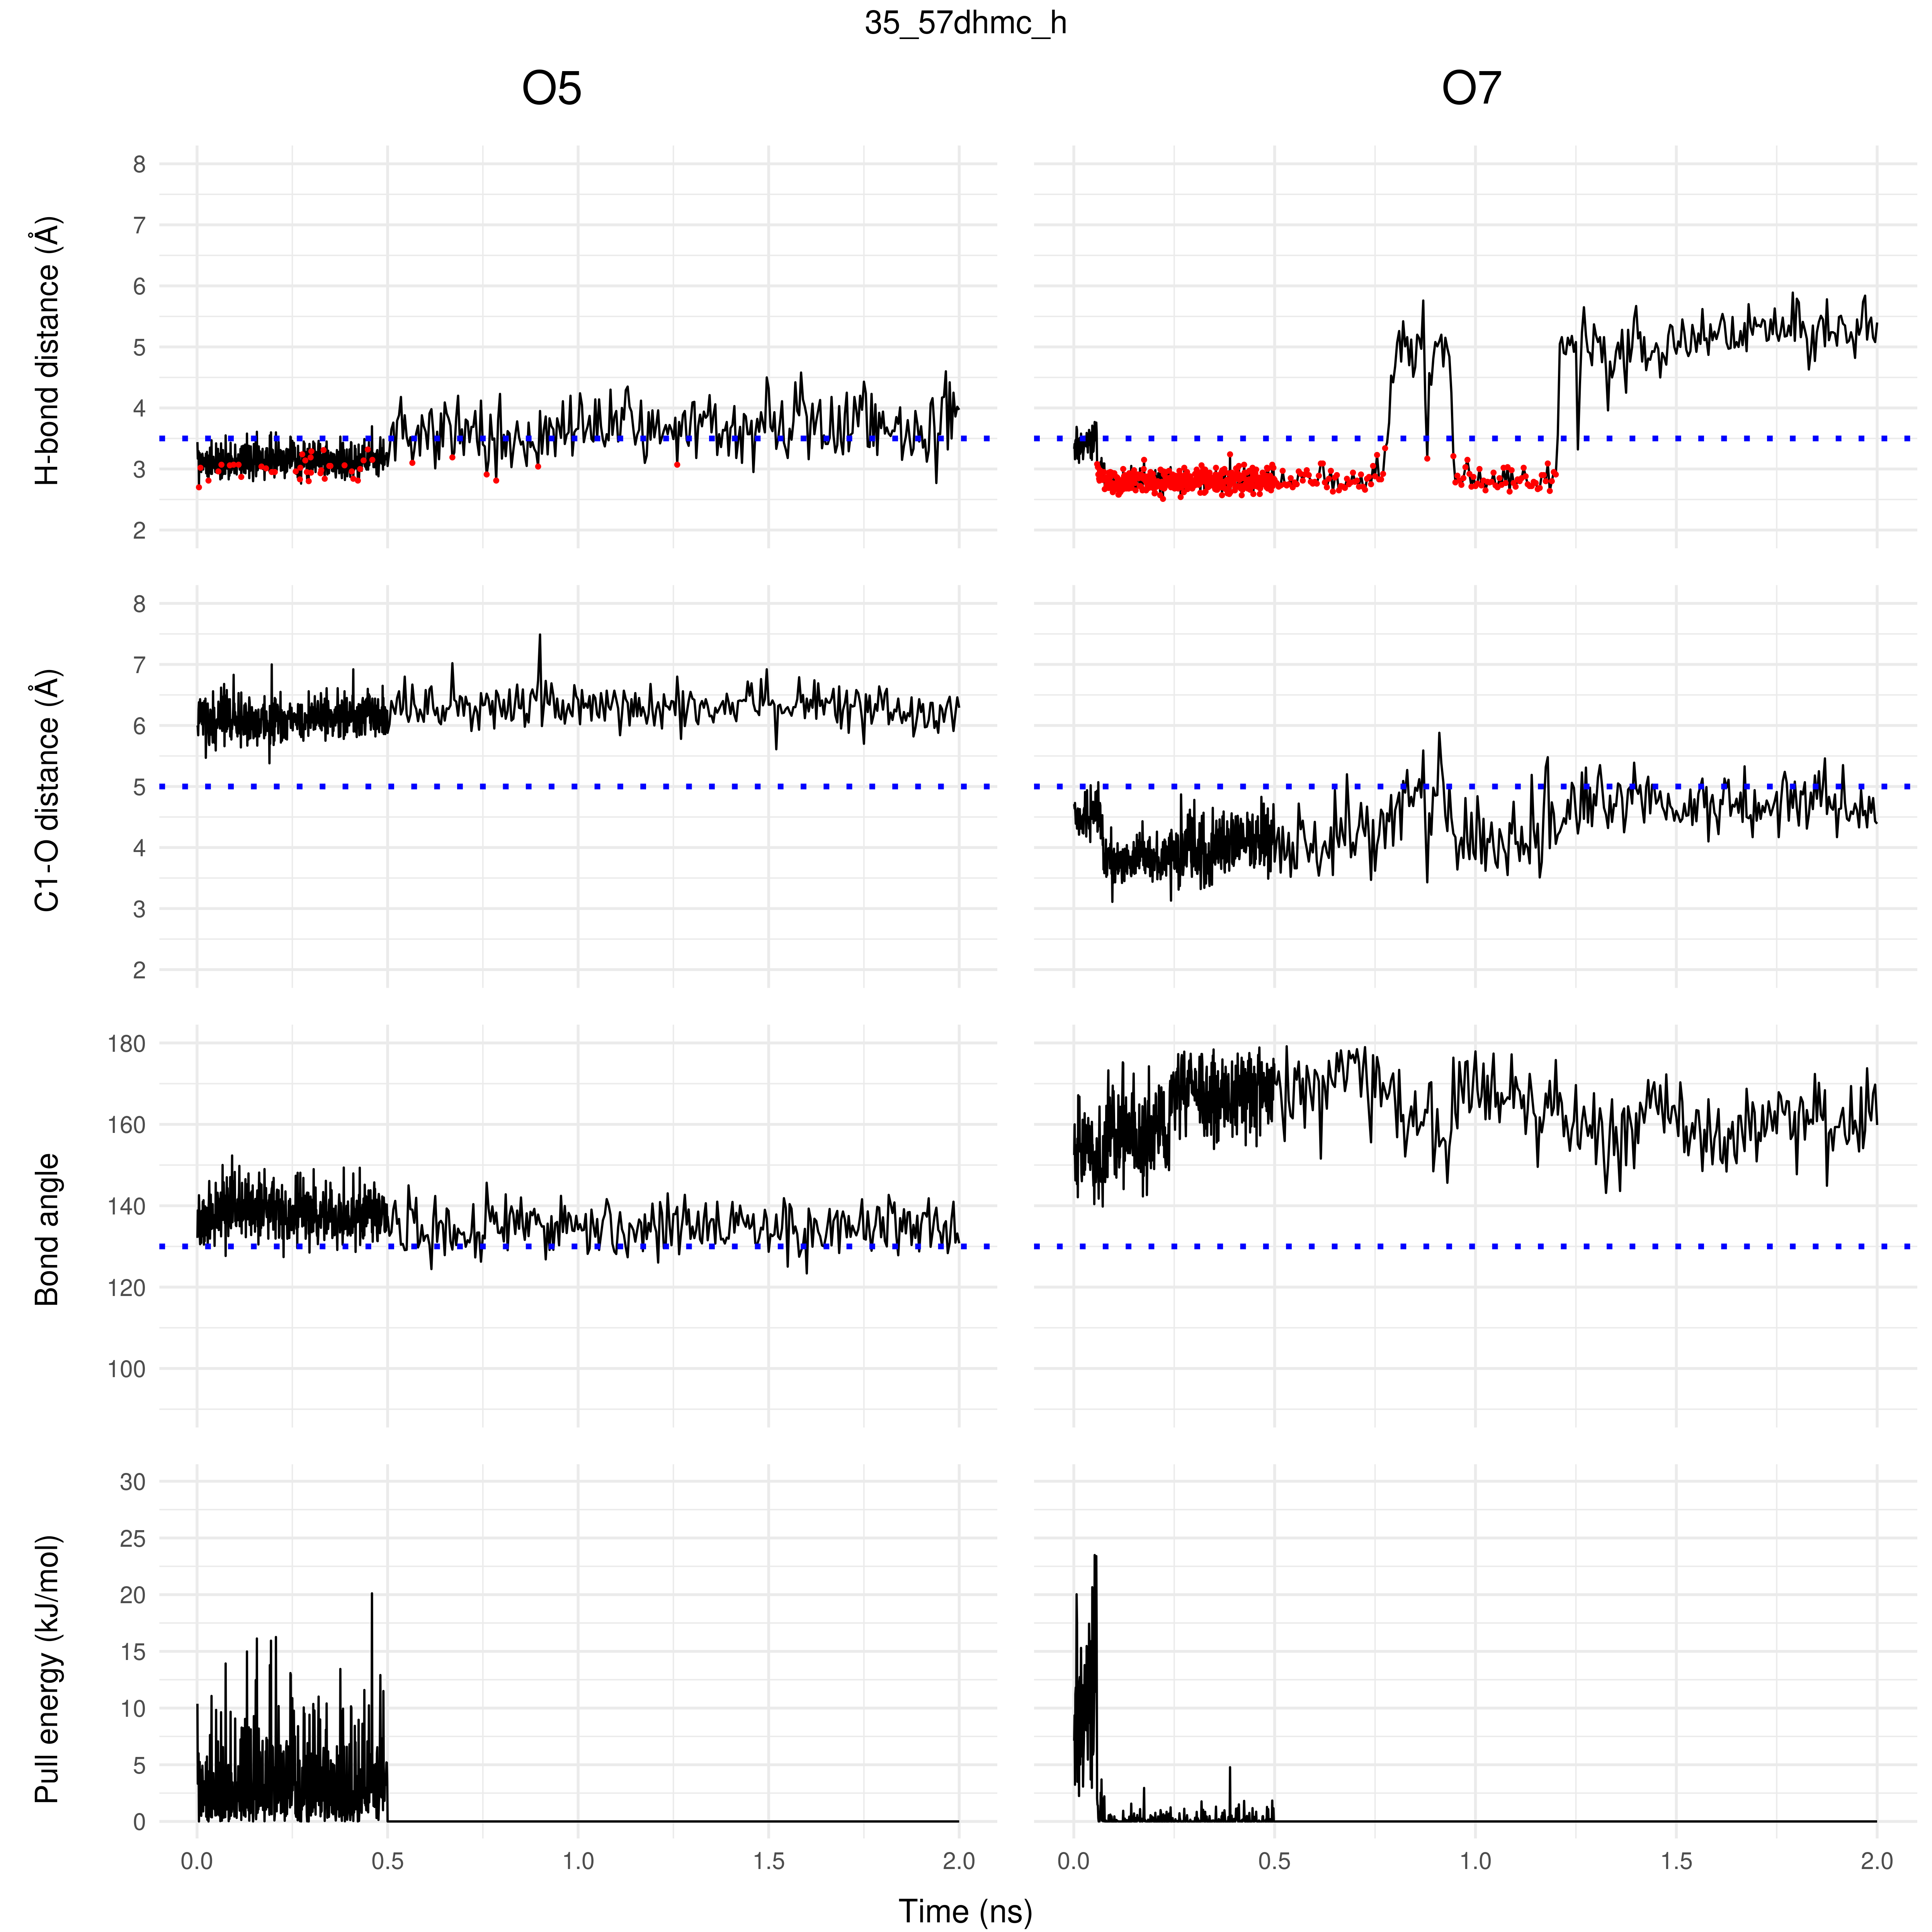 35_57dhmc_h
O5
O7
H-bond distance (Å)
8
7
6
5
4
3
2
C1-O distance (Å)
8
7
6
5
4
3
2
Bond angle
180
160
140
120
100
Pull energy (kJ/mol)
30
25
20
15
10
5
0
0.0 0.5 1.0 1.5 2.0 0.0 0.5 1.0 1.5 2.0
Time (ns)